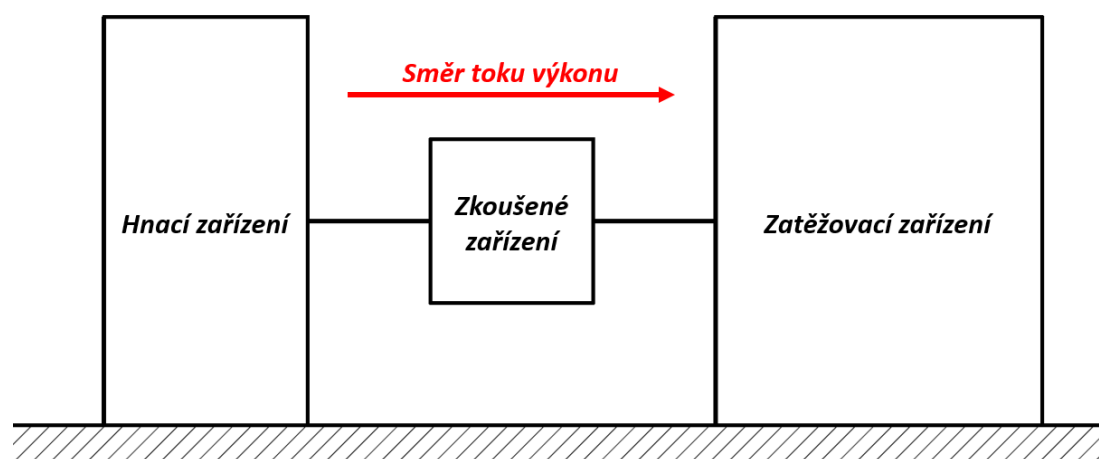 Směr toku výkonu
Hnací zařízení
Zkoušené
zařízení
Zatěžovací zařízení